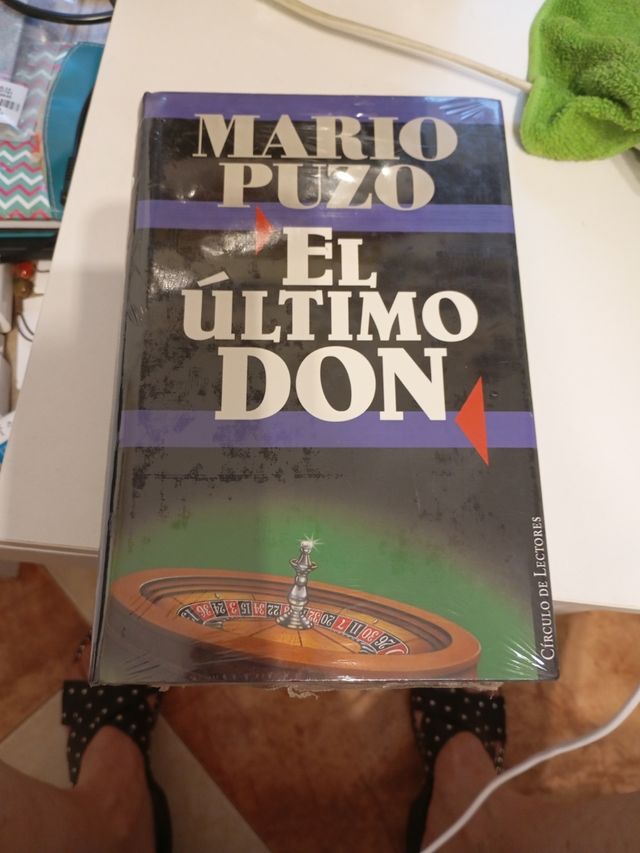 MARIO
PUZO
EL
ÚLTIMO
DON
CÍRCULO DE LECTORES